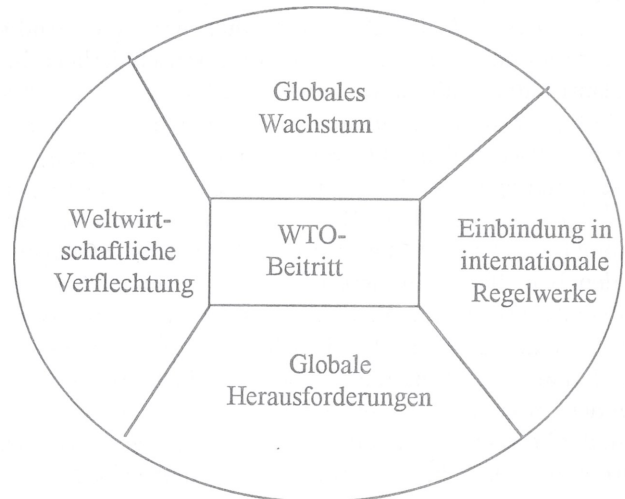 Globales
Wachstum
Weltwirt-
schaftliche
Verflechtung
WTO-
Beitritt
Einbindung in
internationale
Regelwerke
Globale
Herausforderungen